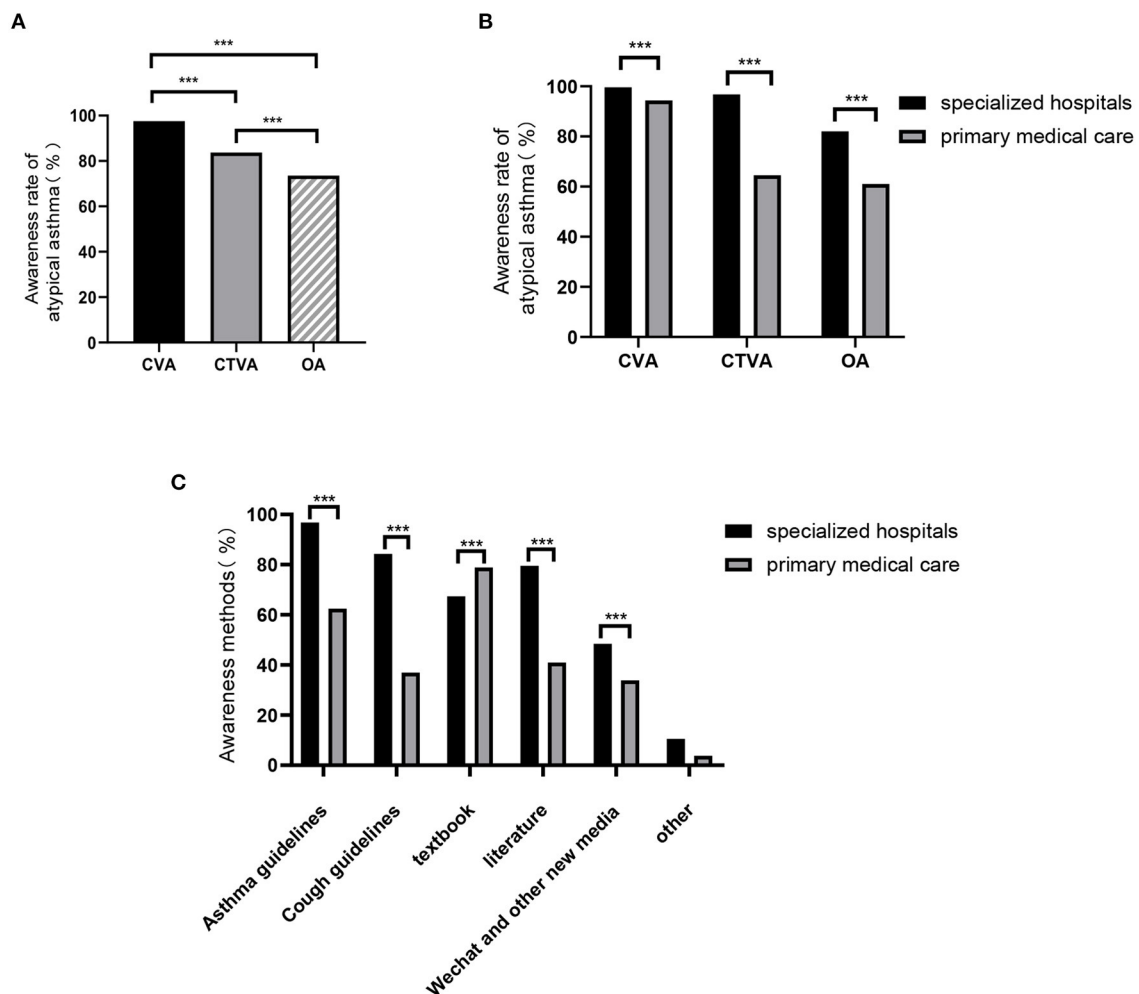 A
***
***
***
Awareness rate of
atypical asthma( %)
100
80
60
40
20
0
CVA
CTVA
OA
B
***
***
***
Awareness rate of
atypical asthma( %)
100
80
60
40
20
0
CVA
CTVA
OA
specialized hospitals
primary medical care
C
***
***
***
***
***
Awareness methods( %)
100
80
60
40
20
0
Asthma guidelines
Cough guidelines
textbook
literature
Wechat and other new media
other
specialized hospitals
primary medical care